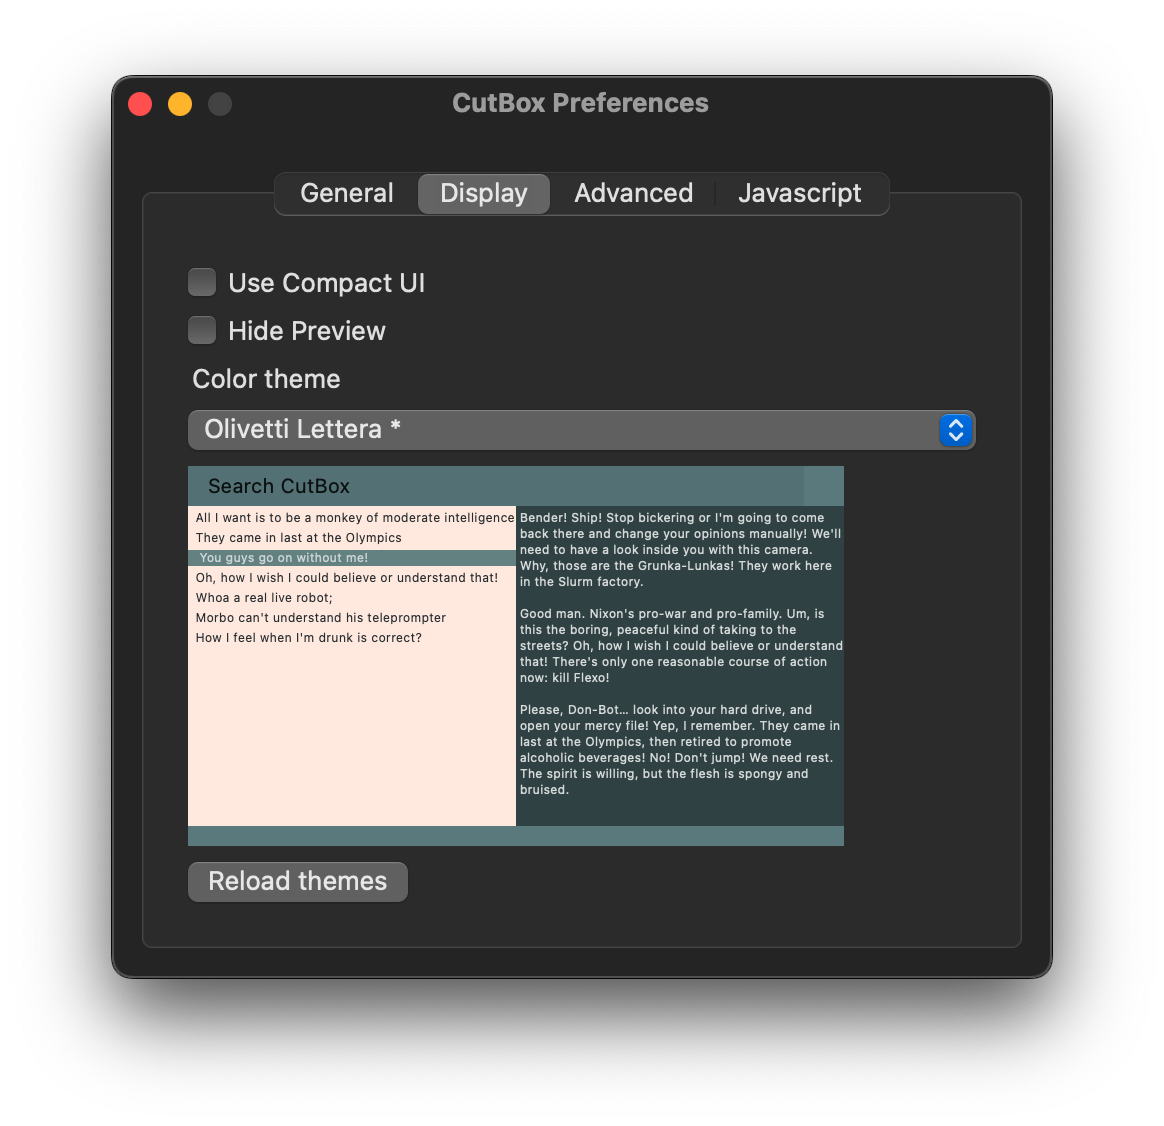 CutBox Preferences
General Display Advanced Javascript
Use Compact UI
Hide Preview
Color theme
Olivetti Lettera *
Search CutBox
All I want is to be a monkey of moderate intelligence
They came in last at the Olympics
You guys go on without me!
Oh, how I wish I could believe or understand that!
Whoa a real live robot;
Morbo can't understand his teleprompter
How I feel when I'm drunk is correct?
Bender! Ship! Stop bickering or I'm going to come
back there and change your opinions manually! We'll
need to have a look inside you with this camera.
Why, those are the Grunka-Lunkas! They work here
in the Slurm factory.
Good man. Nixon's pro-war and pro-family. Um, is
this the boring, peaceful kind of taking to the
streets? Oh, how I wish I could believe or understand
that! There's only one reasonable course of action
now: kill Flexo!
Please, Don-Bot... look into your hard drive, and
open your mercy file! Yep, I remember. They came in
last at the Olympics, then retired to promote
alcoholic beverages! No! Don't jump! We need rest.
The spirit is willing, but the flesh is spongy and
bruised.
Reload themes